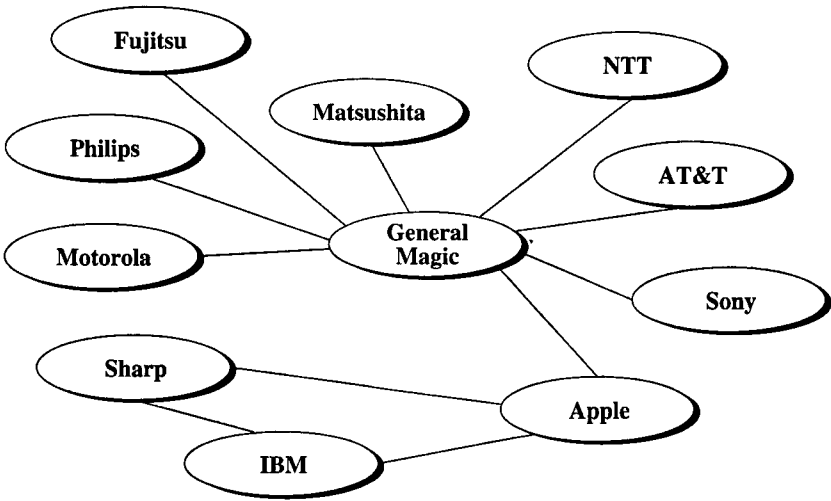 Fujitsu
NTT
Matsushita
Philips
AT&T
General
Magic
Motorola
Sony
Sharp
Apple
IBM